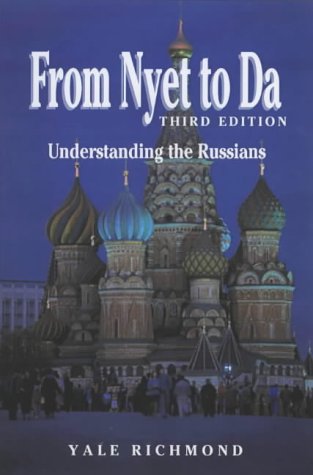 From Nyet to Da
THIRD EDITION
Understanding the Russians
YALE RICHMOND